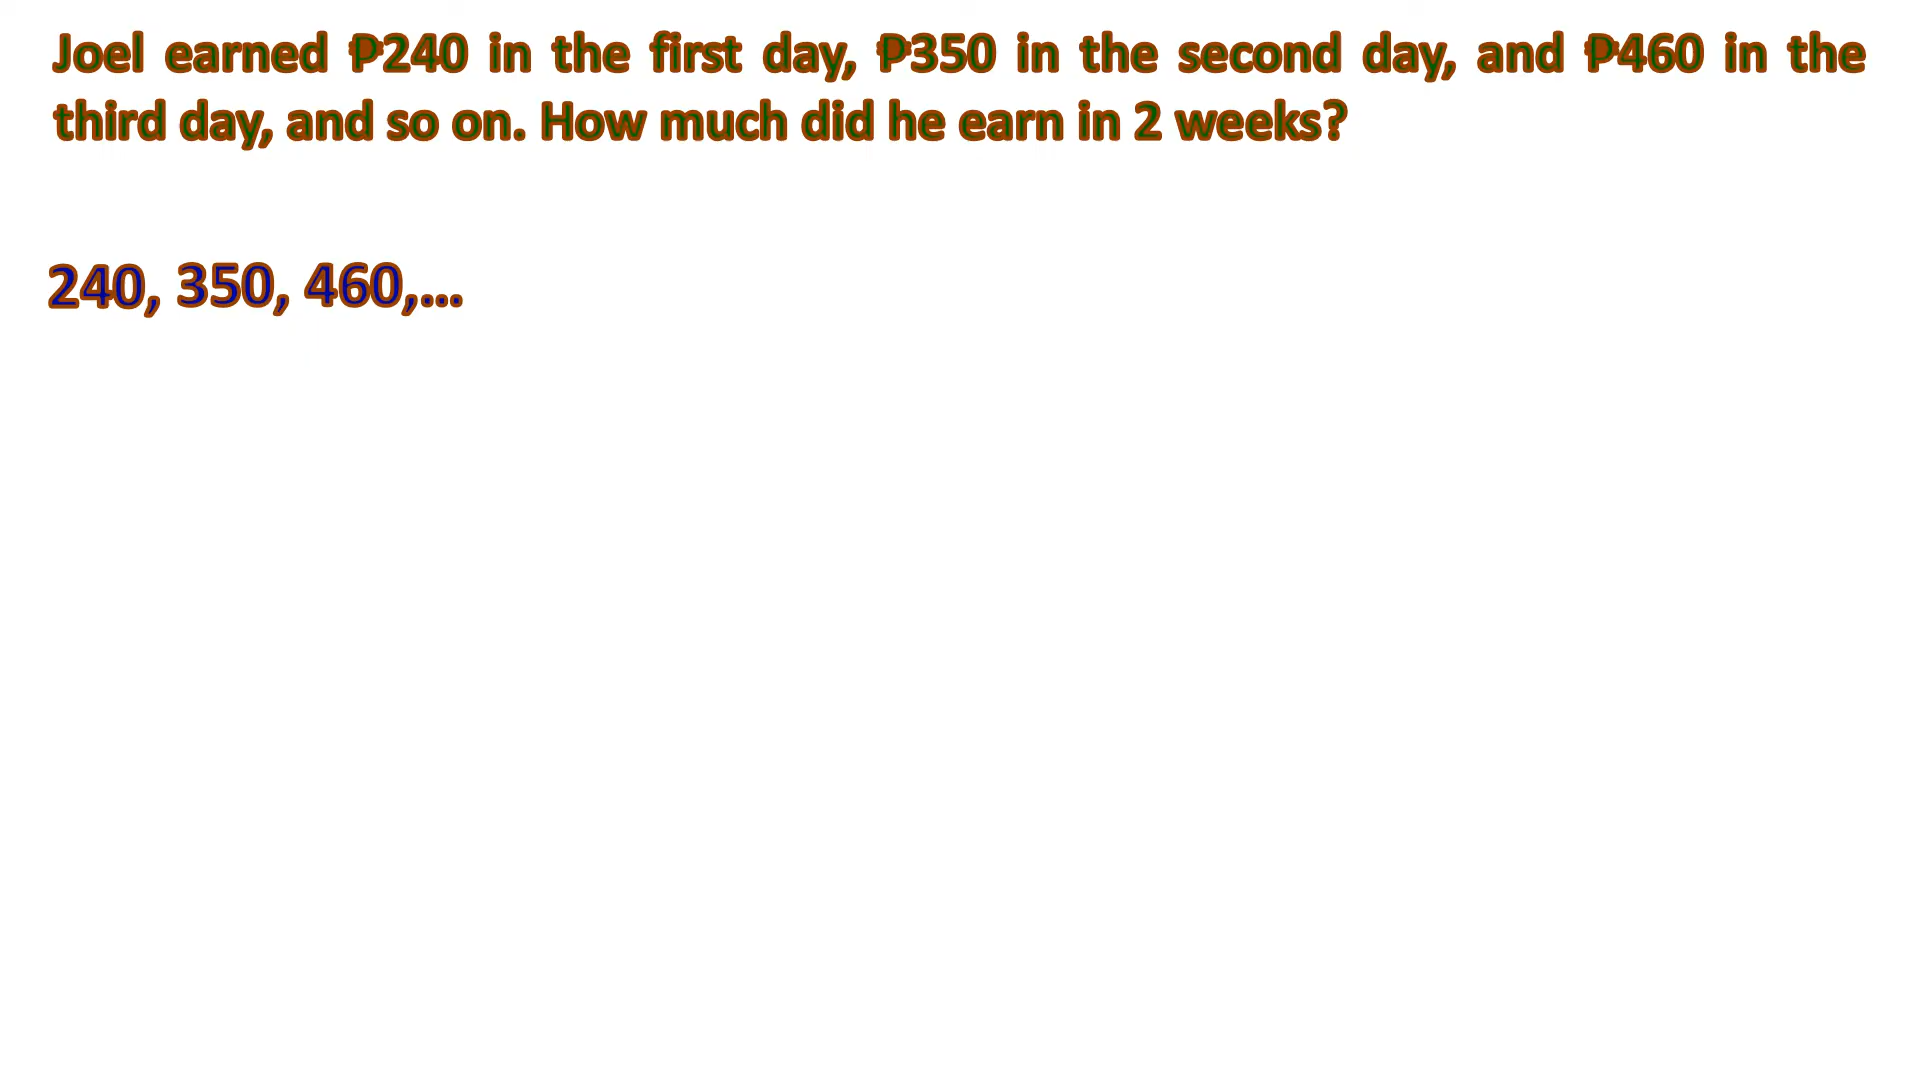 Joel earned ₱240 in the first day, ₱350 in the second day, and ₱460 in the
third day, and so on. How much did he earn in 2 weeks?
240, 350, 460,...